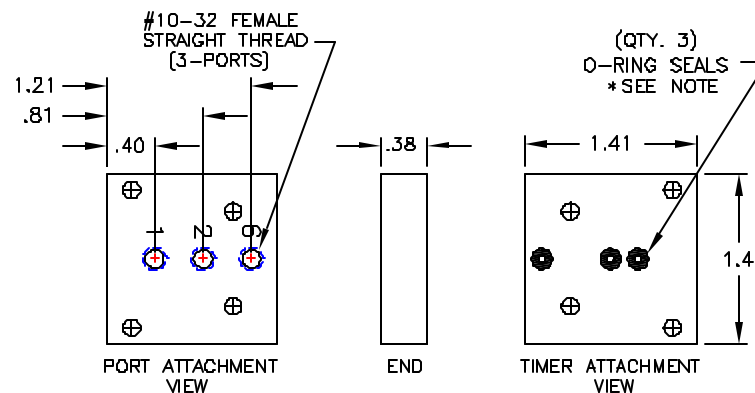 #10-32 FEMALE
STRAIGHT THREAD
(3-PORTS)
(QTY. 3)
O-RING SEALS
*SEE NOTE
1.21
.81
.40
.38
1.41
1 2 6
1.4
PORT ATTACHMENT
VIEW
END
TIMER ATTACHMENT
VIEW